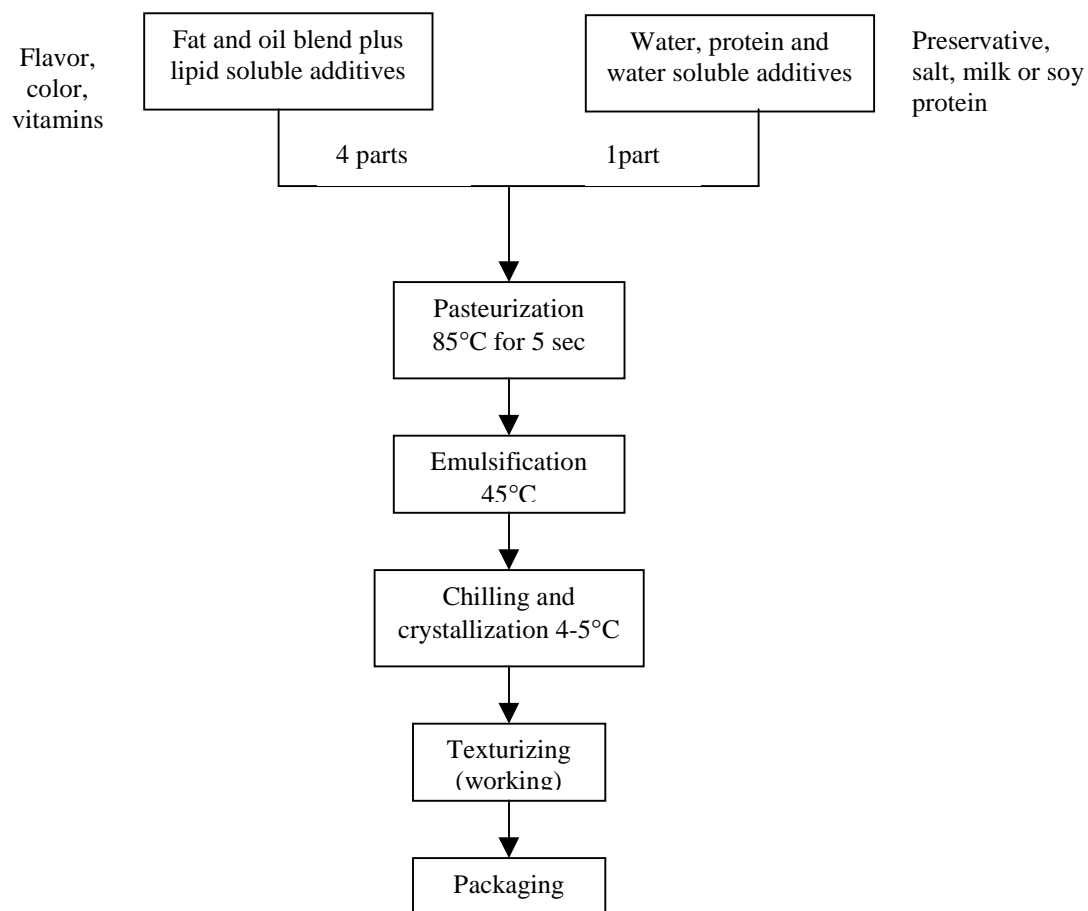 Flavor,
color,
vitamins
Fat and oil blend plus
lipid soluble additives
Water, protein and
water soluble additives
Preservative,
salt, milk or soy
protein
4 parts
1part
Pasteurization
85°C for 5 sec
Emulsification
45°C
Chilling and
crystallization 4-5°C
Texturizing
(working)
Packaging